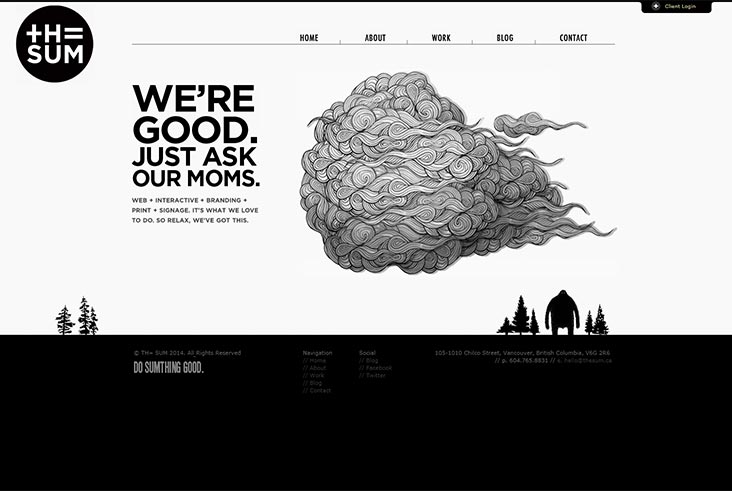 Client Login
tH=
SUM
HOME ABOUT WORK BLOG CONTACT
WE'RE
GOOD.
JUST ASK
OUR MOMS.
WEB + INTERACTIVE + BRANDING +
PRINT + SIGNAGE. IT'S WHAT WE LOVE
TO DO. SO RELAX, WE'VE GOT THIS.
© TH= SUM 2014. All Rights Reserved
DO SUMTHING GOOD.
Navigation
// Home
// About
// Work
// Blog
// Contact
Social
// Blog
// Facebook
// Twitter
105-1010 Chilco Street, Vancouver, British Columbia, V6G 2R6
// p. 604.765.8831 // e. hello@thesum.ca